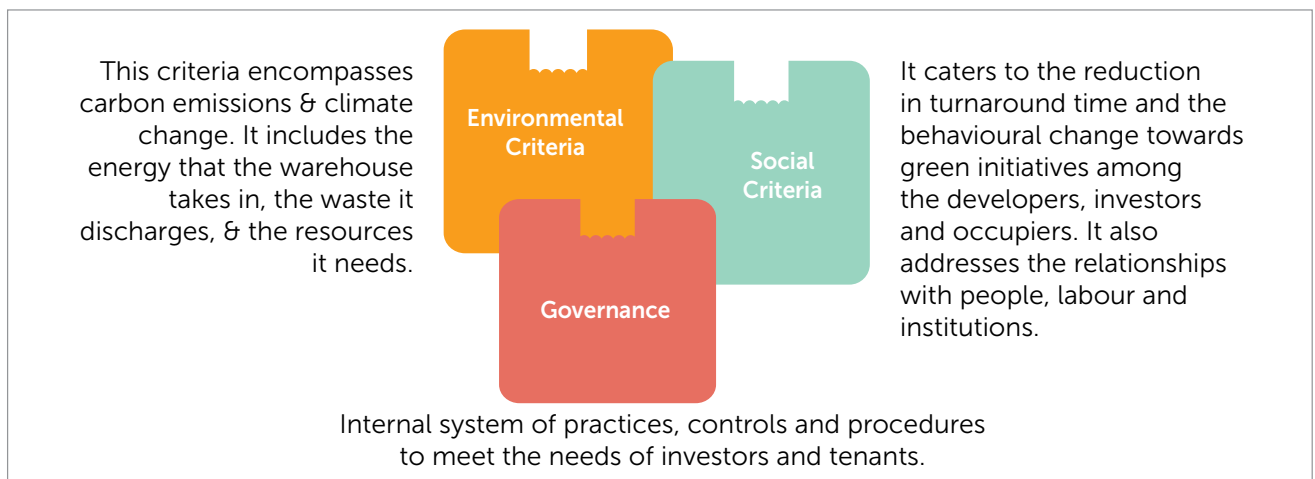 This criteria encompasses
carbon emissions & climate
change. It includes the
energy that the warehouse
takes in, the waste it
discharges, & the resources
it needs.
Environmental
Criteria
Social
Criteria
Governance
It caters to the reduction
in turnaround time and the
behavioural change towards
green initiatives among
the developers, investors
and occupiers. It also
addresses the relationships
with people, labour and
institutions.
Internal system of practices, controls and procedures
to meet the needs of investors and tenants.